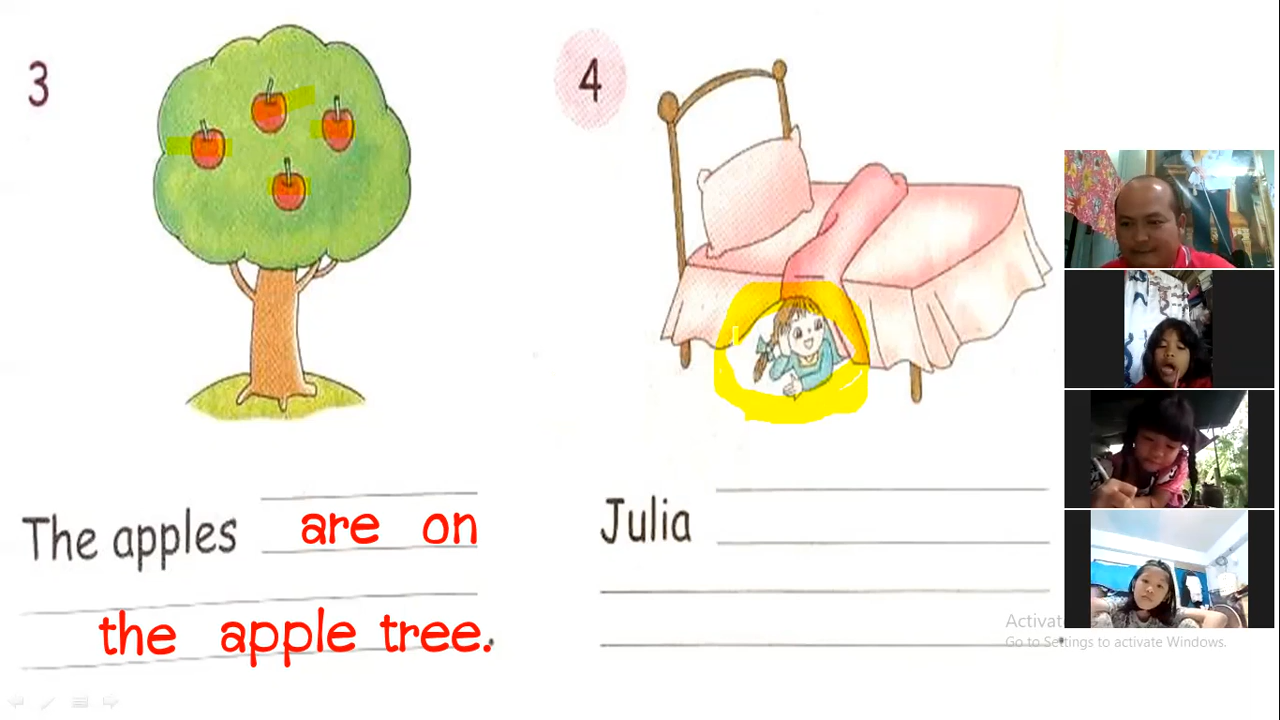 3
The apples are on
the apple tree.
4
Julia
Activat
Go to Settings to activate Windows.